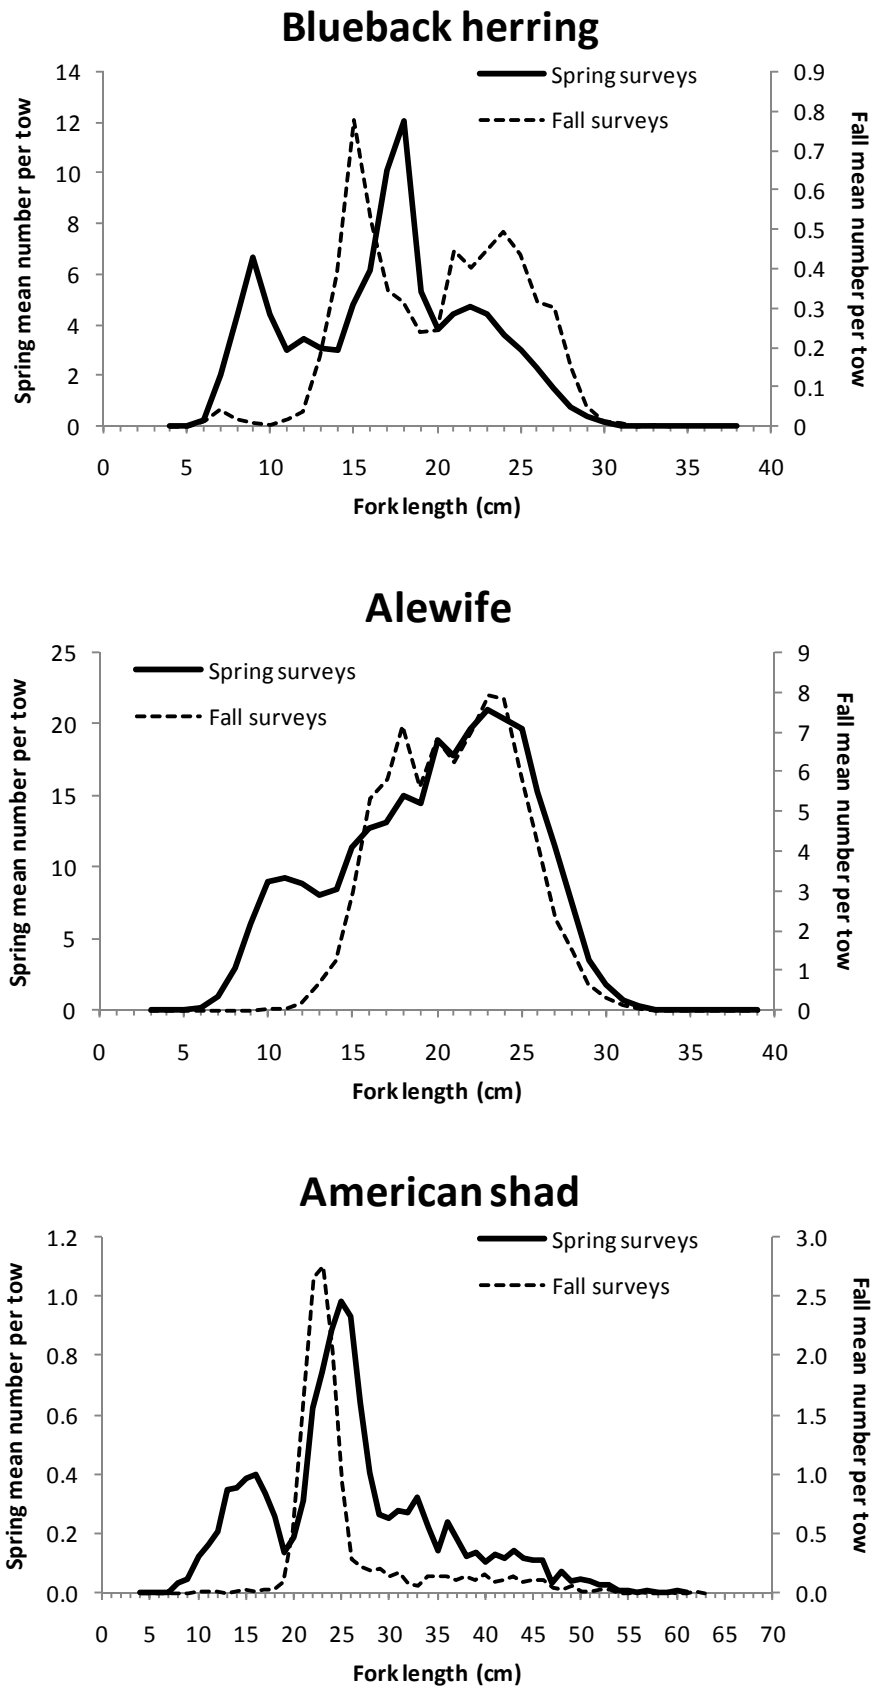 Blueback herring
Spring surveys
Fall surveys
Spring mean number per tow
14
12
10
8
6
4
2
0
Fall mean number per tow
0.9
0.8
0.7
0.6
0.5
0.4
0.3
0.2
0.1
0
0 5 10 15 20 25 30 35 40
Fork length (cm)
Alewife
Spring surveys
Fall surveys
Spring mean number per tow
25
20
15
10
5
0
Fall mean number per tow
9
8
7
6
5
4
3
2
1
0
0 5 10 15 20 25 30 35 40
Fork length (cm)
American shad
Spring surveys
Fall surveys
Spring mean number per tow
1.2
1.0
0.8
0.6
0.4
0.2
0.0
Fall mean number per tow
3.0
2.5
2.0
1.5
1.0
0.5
0.0
0 5 10 15 20 25 30 35 40 45 50 55 60 65 70
Fork length (cm)